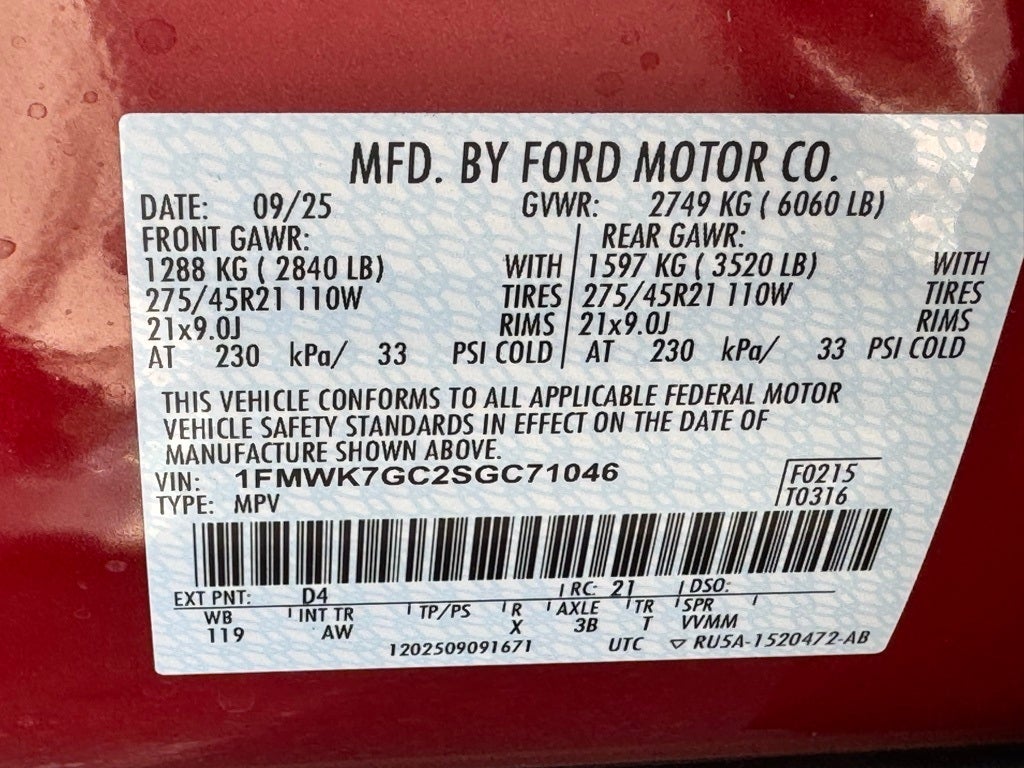 MFD. BY FORD MOTOR CO.
DATE: 09/25 GVWR: 2749 KG ( 6060 LB)
FRONT GAWR: REAR GAWR:
1288 KG ( 2840 LB) WITH 1597 KG ( 3520 LB) WITH
275/45R21 110W TIRES 275/45R21 110W TIRES
21x9.0J RIMS 21x9.0J RIMS
AT 230 kPa/ 33 PSI COLD AT 230 kPa/ 33 PSI COLD
THIS VEHICLE CONFORMS TO ALL APPLICABLE FEDERAL MOTOR
VEHICLE SAFETY STANDARDS IN EFFECT ON THE DATE OF
MANUFACTURE SHOWN ABOVE.
VIN: 1FMWK7GC2SGC71046 F0215
TYPE: MPV T0316
EXT PNT: D4 RC: 21 DSO:
WB INT TR TP/PS R AXLE TR SPR
119 AW X 3B T VVMM
1202509091671 UTC ▽ RU5A-1520472-AB